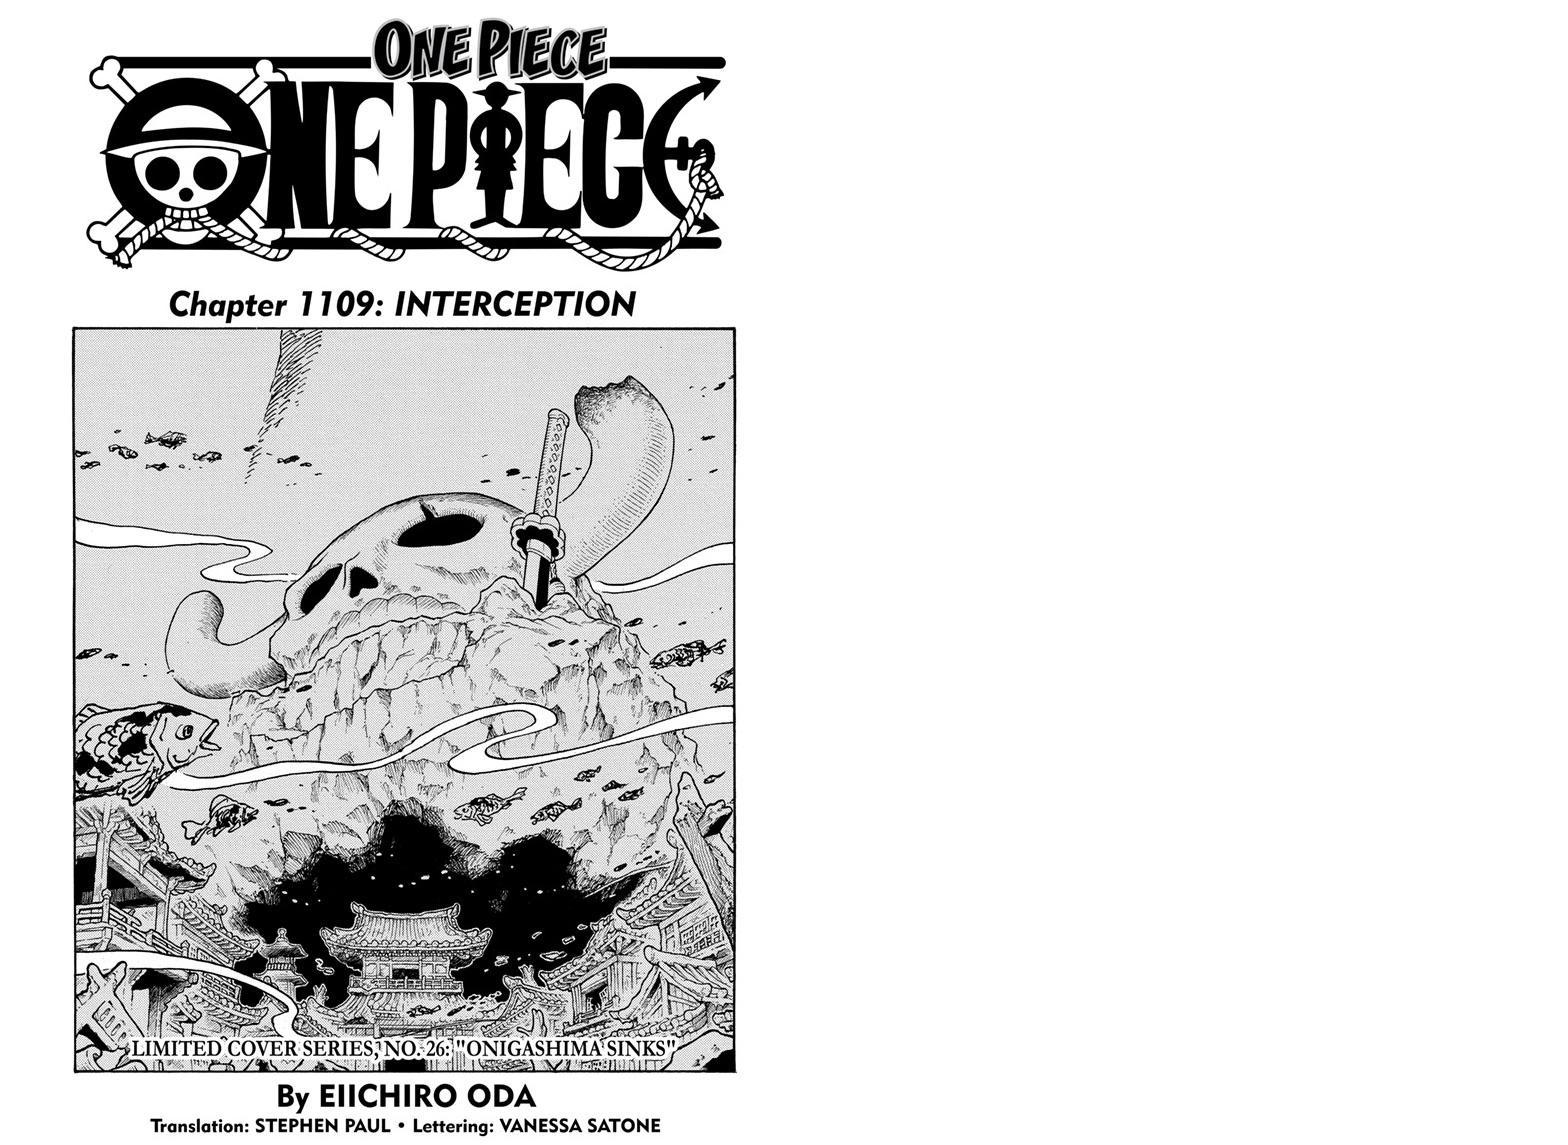 ONE PIECE
ONE PIECE
Chapter 1109: INTERCEPTION
LIMITED COVER SERIES, NO. 26: "ONIGASHIMA SINKS"
By EIICHIRO ODA
Translation: STEPHEN PAUL • Lettering: VANESSA SATONE